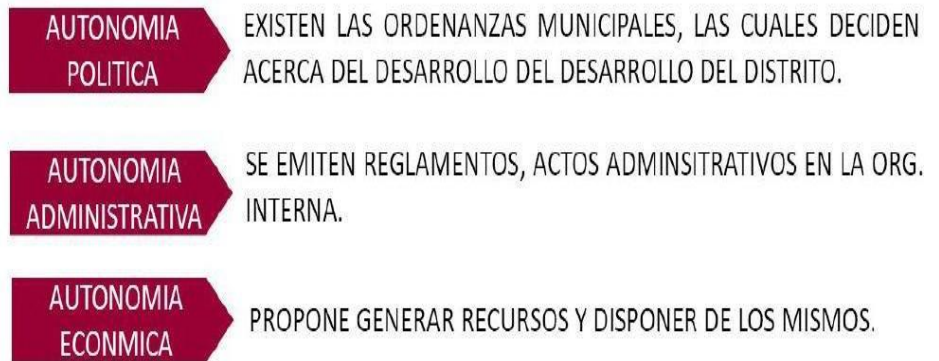 AUTONOMIA
POLITICA
EXISTEN LAS ORDENANZAS MUNICIPALES, LAS CUALES DECIDEN
ACERCA DEL DESARROLLO DEL DESARROLLO DEL DISTRITO.
AUTONOMIA
ADMINISTRATIVA
SE EMITEN REGLAMENTOS, ACTOS ADMINSITRATIVOS EN LA ORG.
INTERNA.
AUTONOMIA
ECONMICA
PROPONE GENERAR RECURSOS Y DISPONER DE LOS MISMOS.